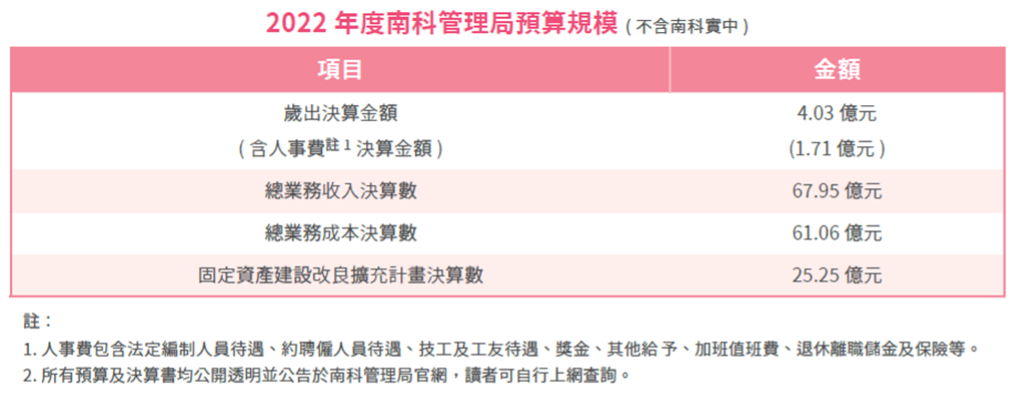 2022 年度南科管理局預算規模 ( 不含南科實中 )
項目 金額
歲出決算金額 4.03 億元
( 含人事費註 1 決算金額 ) (1.71 億元 )
總業務收入決算數 67.95 億元
總業務成本決算數 61.06 億元
固定資產建設改良擴充計畫決算數 25.25 億元
註：
1. 人事費包含法定編制人員待遇、約聘僱人員待遇、技工及工友待遇、獎金、其他給 予、加班值班費、退休離職儲金及保險等。
2. 所有預算及決算書均公開透明並公告於南科管理局官網，讀者可自行上網查詢。